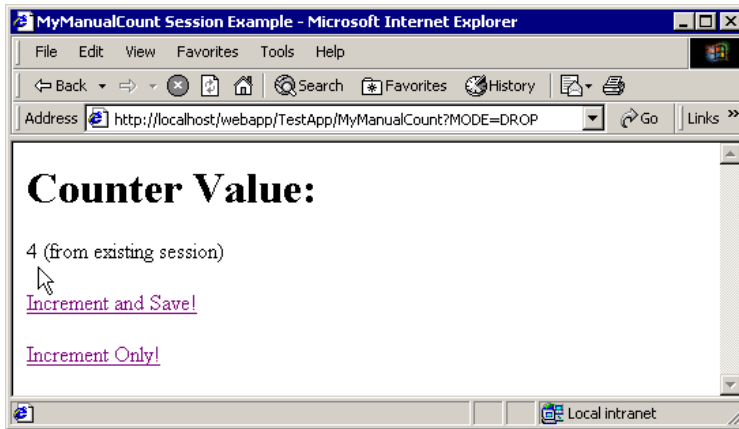 MyManualCount Session Example - Microsoft Internet Explorer
File Edit View Favorites Tools Help
Back Search Favorites History
Address http://localhost/webapp/TestApp/MyManualCount?MODE=DROP Go Links »
Counter Value:
4 (from existing session)
Increment and Save!
Increment Only!
Local intranet